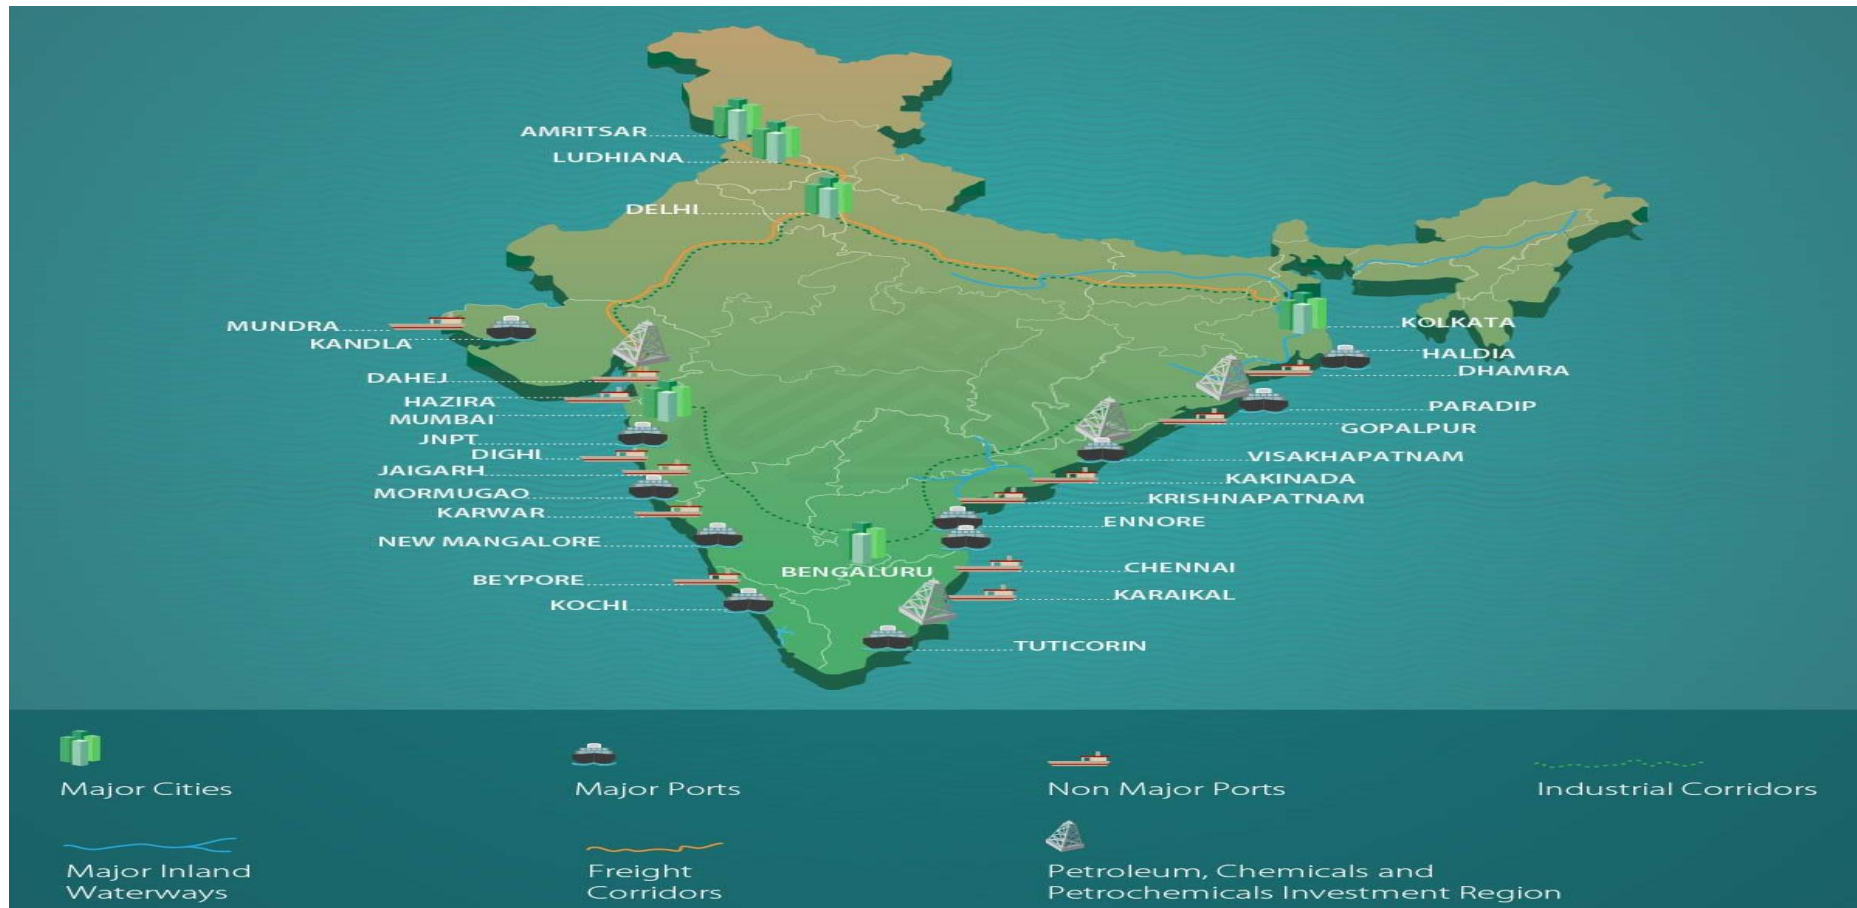 AMRITSAR
LUDHIANA
DELHI
MUNDRA
KANDLA
DAHEJ
HAZIRA
MUMBAI
JNPT
DIGHI
JAIGARH
MORMUGAO
KARWAR
NEW MANGALORE
BEYPORE
KOCHI
BENGALURU
KOLKATA
HALDIA
DHAMRA
PARADIP
GOPALPUR
VISAKHAPATNAM
KAKINADA
KRISHNAPATNAM
ENNORE
CHENNAI
KARAIKAL
TUTICORIN
Major Cities
Major Ports
Non Major Ports
Industrial Corridors
Major Inland
Waterways
Freight
Corridors
Petroleum, Chemicals and
Petrochemicals Investment Region